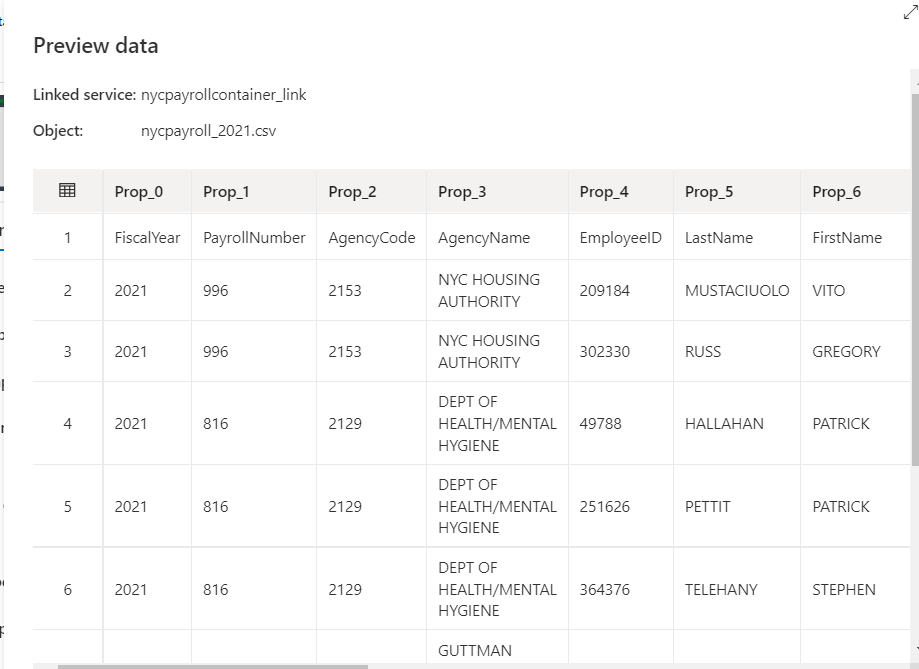 Preview data
Linked service: nycpayrollcontainer_link
Object: nycpayroll_2021.csv
Prop_0 Prop_1 Prop_2 Prop_3 Prop_4 Prop_5 Prop_6
1 FiscalYear PayrollNumber AgencyCode AgencyName EmployeeID LastName FirstName
2 2021 996 2153 NYC HOUSING AUTHORITY 209184 MUSTACIUOLO VITO
3 2021 996 2153 NYC HOUSING AUTHORITY 302330 RUSS GREGORY
4 2021 816 2129 DEPT OF HEALTH/MENTAL HYGIENE 49788 HALLAHAN PATRICK
5 2021 816 2129 DEPT OF HEALTH/MENTAL HYGIENE 251626 PETTIT PATRICK
6 2021 816 2129 DEPT OF HEALTH/MENTAL HYGIENE 364376 TELEHANY STEPHEN
GUTTMAN